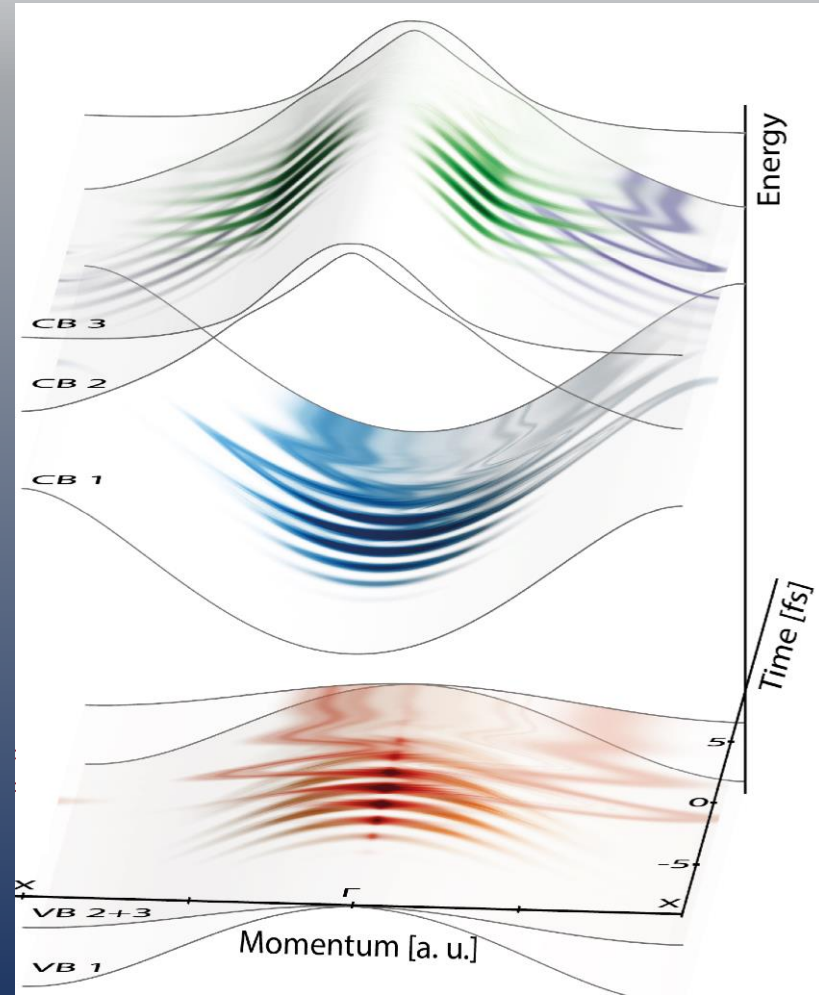 Energy
CB 3
CB 2
CB 1
Time [fs]
5
0
-5
X
Γ
X
VB 2+3
Momentum [a. u.]
VB 1